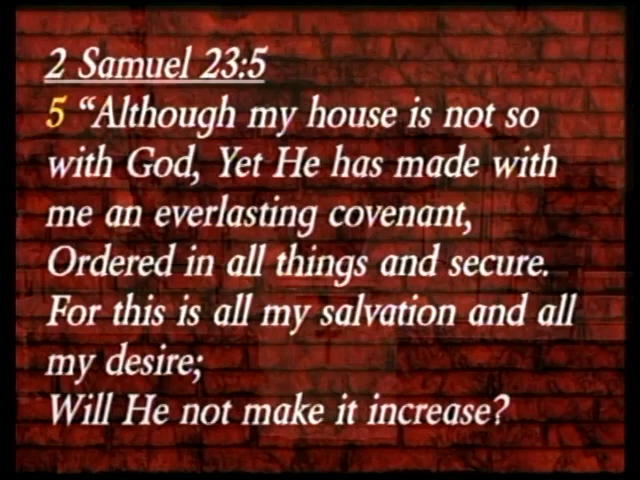 2 Samuel 23:5
5 “Although my house is not so
with God, Yet He has made with
me an everlasting covenant,
Ordered in all things and secure.
For this is all my salvation and all
my desire;
Will He not make it increase?